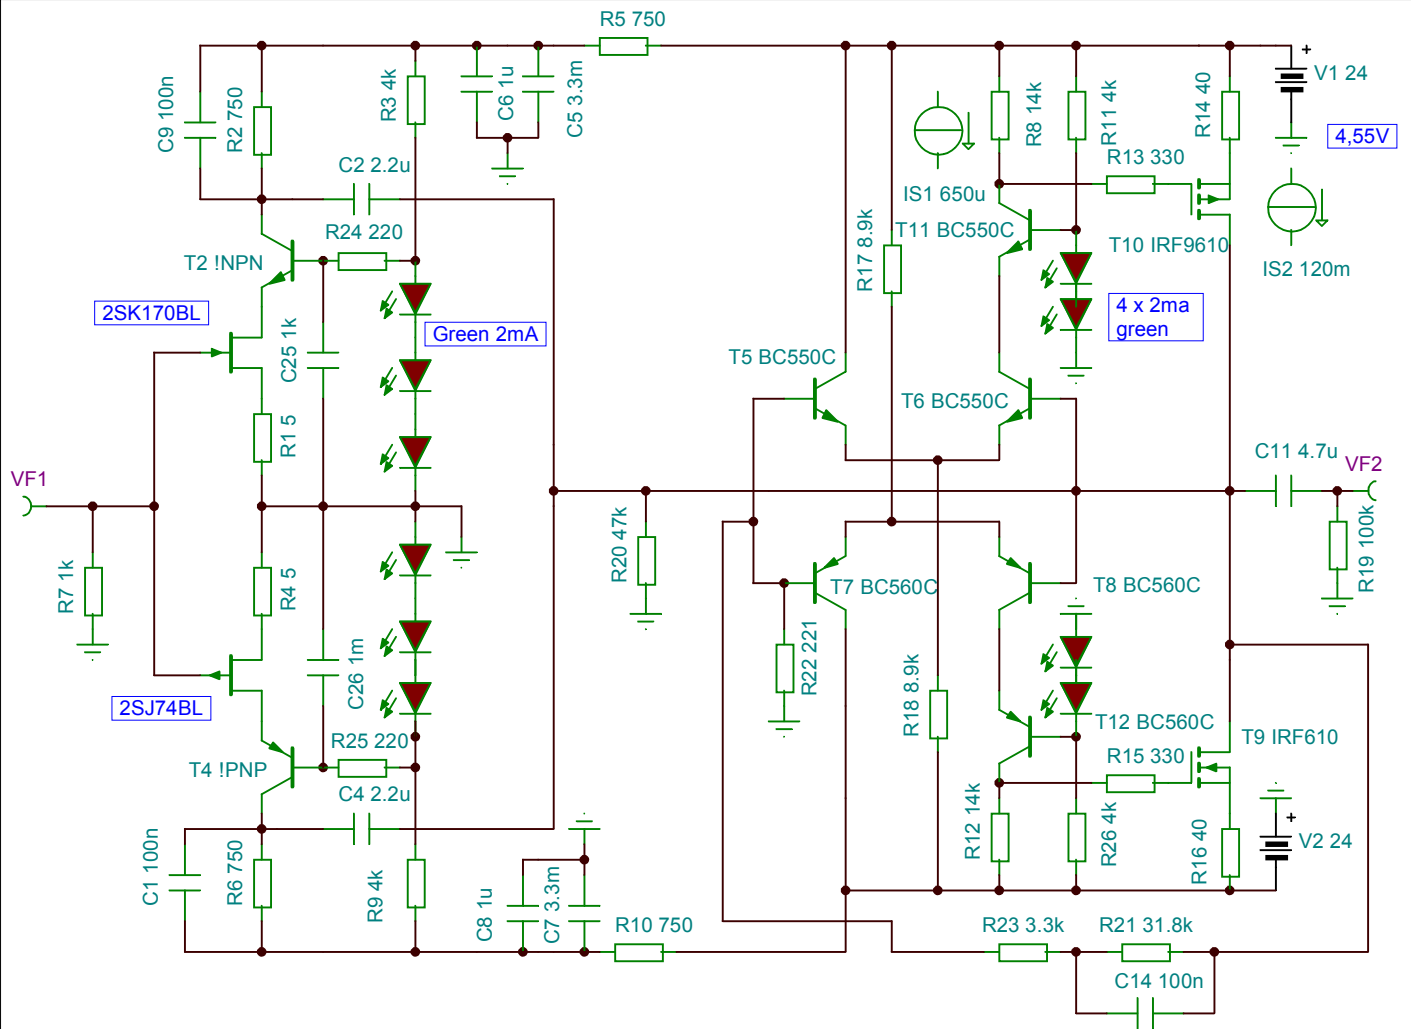 R5 750
C9 100n
R2 750
R3 4k
C6 1u
C5 3.3m
+
V1 24
4,55V
R8 14k
R11 4k
R14 40
C2 2.2u
R13 330
IS1 650u
R24 220
R17 8.9k
T11 BC550C
T10 IRF9610
T2 !NPN
IS2 120m
2SK170BL
C25 1k
Green 2mA
4 x 2ma
green
T5 BC550C
T6 BC550C
R1 5
C11 4.7u
VF1
VF2
R7 1k
R4 5
R20 47k
R19 100k
T7 BC560C
T8 BC560C
C26 1m
R22 221
2SJ74BL
R18 8.9k
T12 BC560C
T9 IRF610
R25 220
R15 330
T4 !PNP
C4 2.2u
+
V2 24
C1 100n
R6 750
R9 4k
R12 14k
R26 4k
R16 40
C8 1u
C7 3.3m
R10 750
R23 3.3k
R21 31.8k
C14 100n